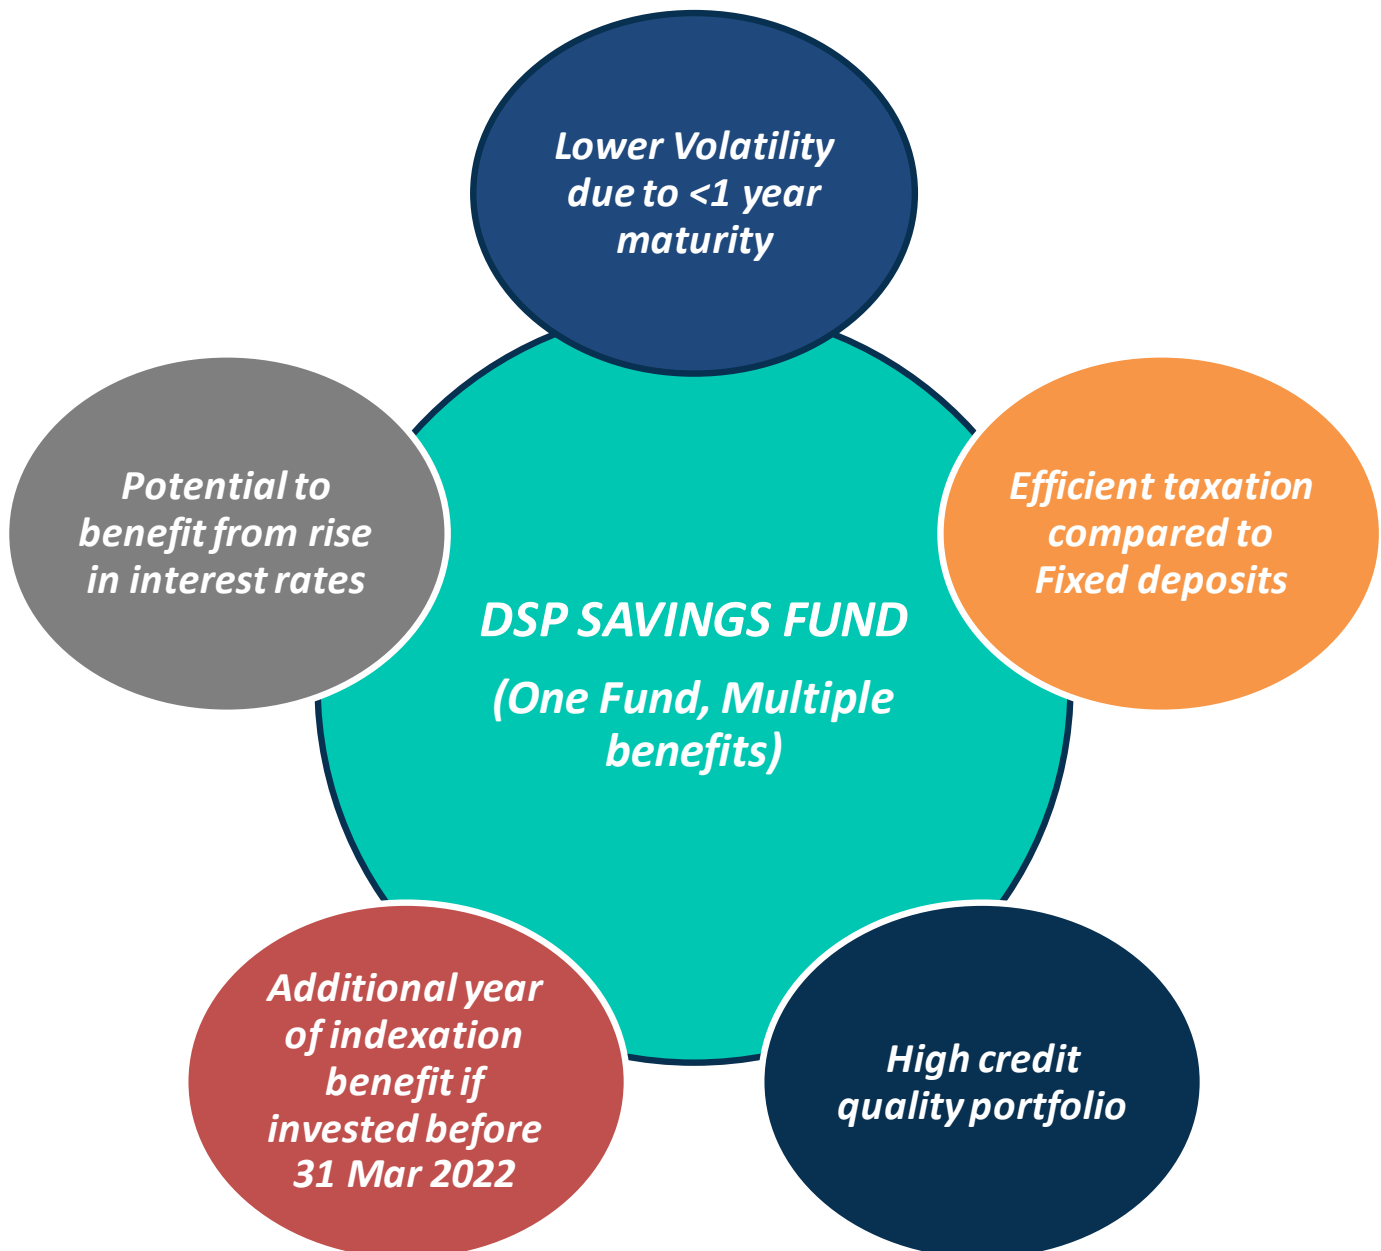 Lower Volatility
due to <1 year
maturity
Potential to
benefit from rise
in interest rates
Efficient taxation
compared to
Fixed deposits
DSP SAVINGS FUND
(One Fund, Multiple
benefits)
Additional year
of indexation
benefit if
invested before
31 Mar 2022
High credit
quality portfolio